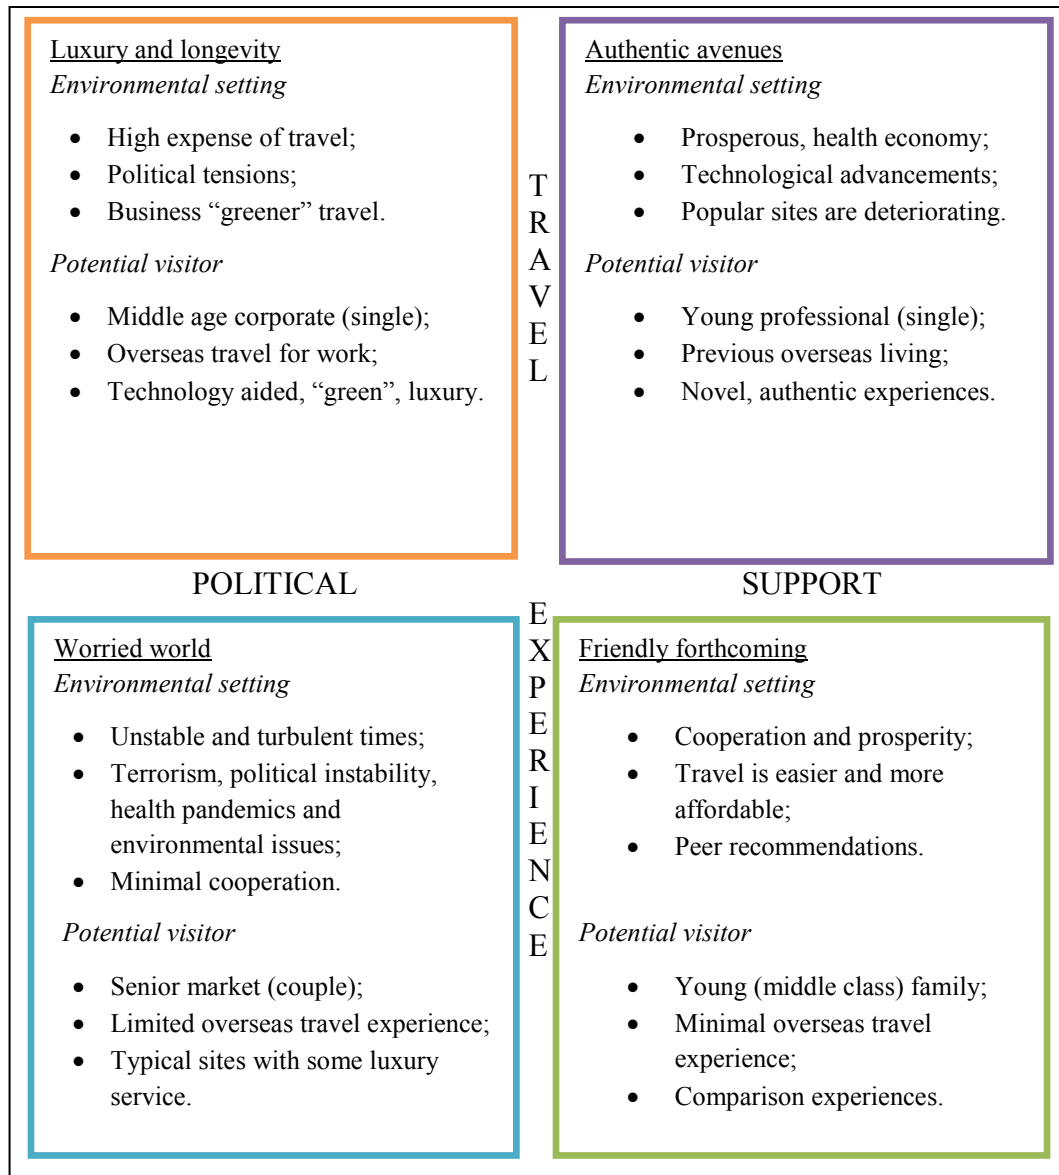 Luxury and longevity
Environmental setting
• High expense of travel;
• Political tensions;
• Business “greener” travel.
Potential visitor
• Middle age corporate (single);
• Overseas travel for work;
• Technology aided, “green”, luxury.
T
R
A
V
E
L
Authentic avenues
Environmental setting
• Prosperous, health economy;
• Technological advancements;
• Popular sites are deteriorating.
Potential visitor
• Young professional (single);
• Previous overseas living;
• Novel, authentic experiences.
POLITICAL
SUPPORT
Worried world
Environmental setting
• Unstable and turbulent times;
• Terrorism, political instability,
health pandemics and
environmental issues;
• Minimal cooperation.
Potential visitor
• Senior market (couple);
• Limited overseas travel experience;
• Typical sites with some luxury
service.
E
X
P
E
R
I
E
N
C
E
Friendly forthcoming
Environmental setting
• Cooperation and prosperity;
• Travel is easier and more
affordable;
• Peer recommendations.
Potential visitor
• Young (middle class) family;
• Minimal overseas travel
experience;
• Comparison experiences.